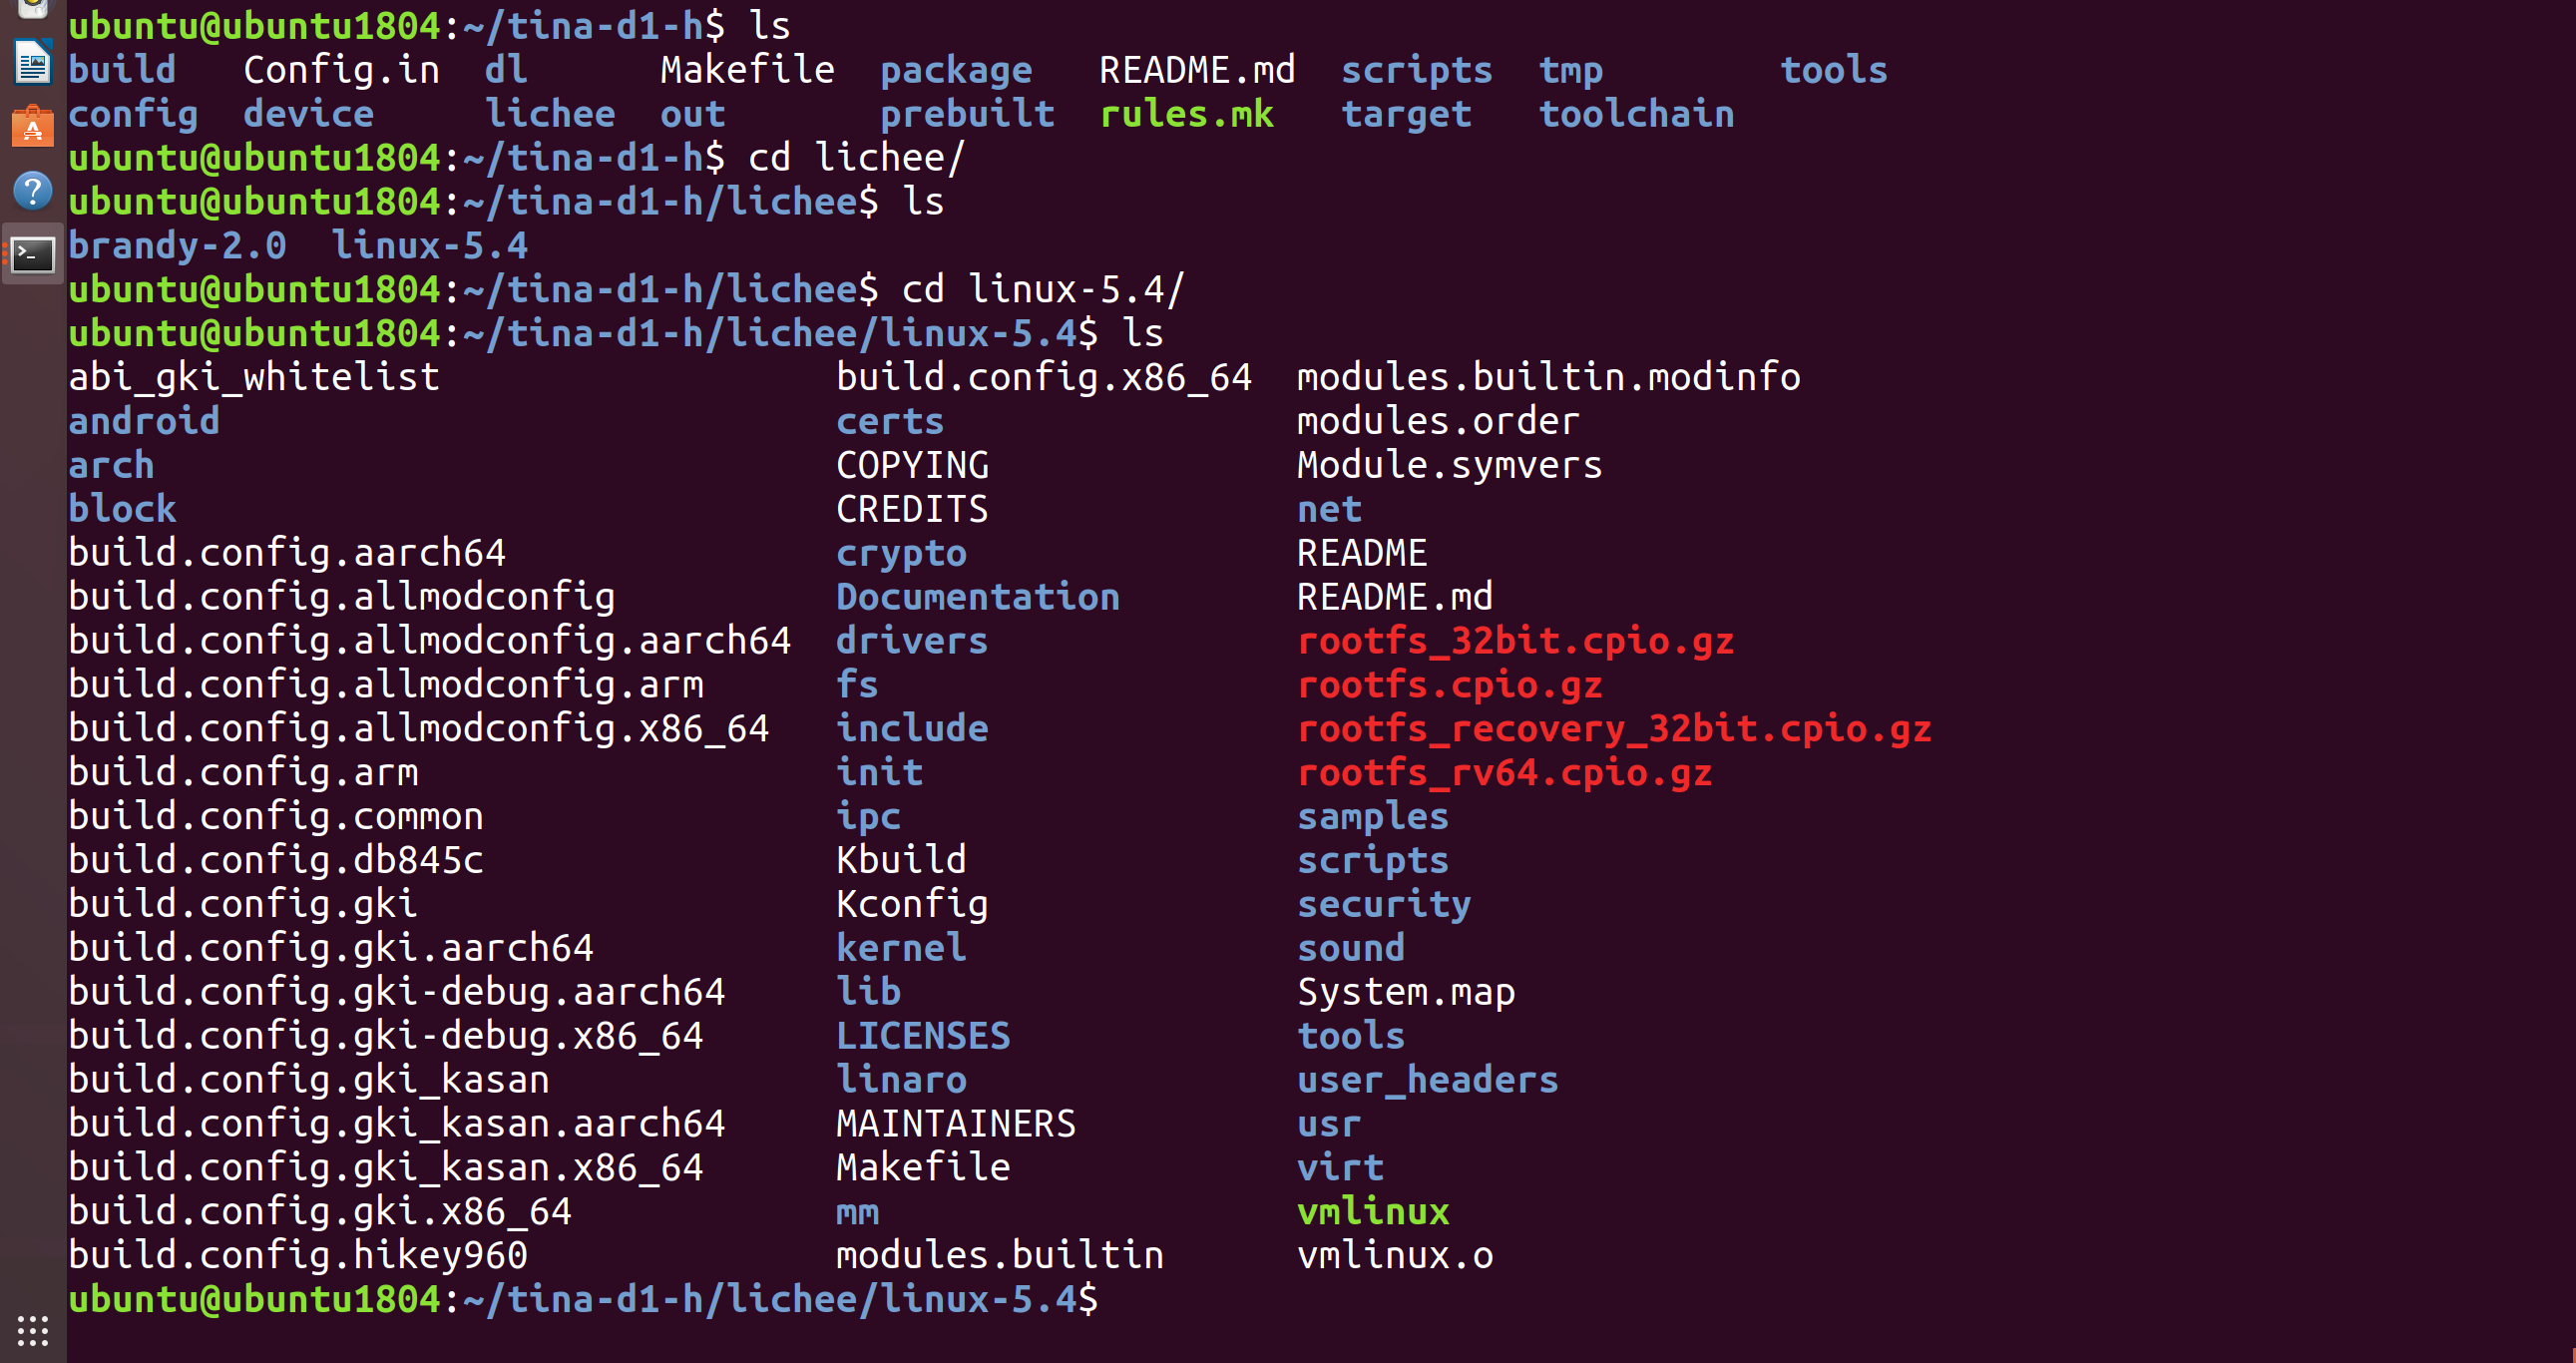 ubuntu@ubuntu1804:~/tina-d1-h$ ls
build   Config.in  dl      Makefile  package   README.md  scripts  tmp        tools
config  device     lichee  out       prebuilt  rules.mk   target   toolchain
ubuntu@ubuntu1804:~/tina-d1-h$ cd lichee/
ubuntu@ubuntu1804:~/tina-d1-h/lichee$ ls
brandy-2.0  linux-5.4
ubuntu@ubuntu1804:~/tina-d1-h/lichee$ cd linux-5.4/
ubuntu@ubuntu1804:~/tina-d1-h/lichee/linux-5.4$ ls
abi_gki_whitelist                  build.config.x86_64  modules.builtin.modinfo
android                            certs                modules.order
arch                               COPYING              Module.symvers
block                              CREDITS              net
build.config.aarch64               crypto               README
build.config.allmodconfig          Documentation        README.md
build.config.allmodconfig.aarch64  drivers              rootfs_32bit.cpio.gz
build.config.allmodconfig.arm      fs                   rootfs.cpio.gz
build.config.allmodconfig.x86_64   include              rootfs_recovery_32bit.cpio.gz
build.config.arm                   init                 rootfs_rv64.cpio.gz
build.config.common                ipc                  samples
build.config.db845c                Kbuild               scripts
build.config.gki                   Kconfig              security
build.config.gki.aarch64           kernel               sound
build.config.gki-debug.aarch64     lib                  System.map
build.config.gki-debug.x86_64      LICENSES             tools
build.config.gki_kasan             linaro               user_headers
build.config.gki_kasan.aarch64     MAINTAINERS          usr
build.config.gki_kasan.x86_64      Makefile             virt
build.config.gki.x86_64            mm                   vmlinux
build.config.hikey960              modules.builtin      vmlinux.o
ubuntu@ubuntu1804:~/tina-d1-h/lichee/linux-5.4$